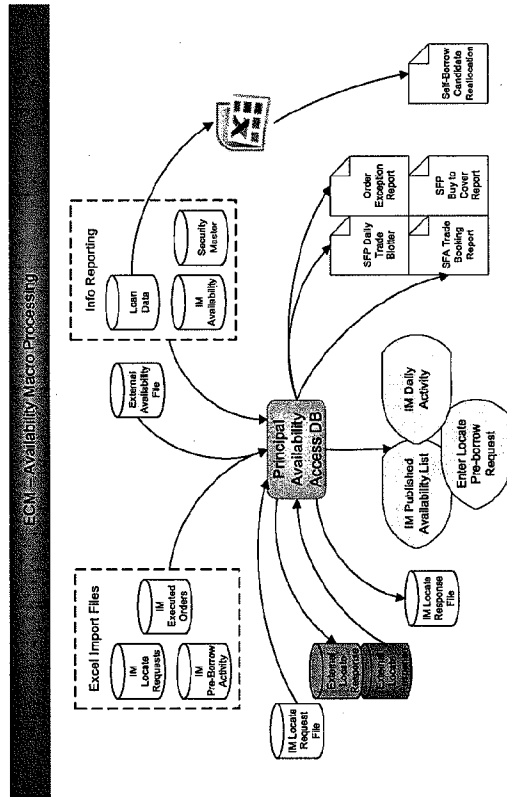 ECM – Availability Macro Processing
Excel Import Files
IM
Locate
Requests
IM
Executed
Orders
IM
Pre-Borrow
Activity
External
Availability
File
Info Reporting
Loan
Data
IM
Availability
Security
Master
Principal
Availability
Access DB
IM Locate
Request
File
External
Locate
Response
External
Locate
IM Locate
Response
File
IM Published
Availability List
IM Daily
Activity
Enter Locate
Pre-borrow
Request
SFP Daily
Trade
Blotter
Order
Exception
Report
SFA Trade
Booking
Report
SFP
Buy to
Cover Report
Self-Borrow
Candidate
Reallocation